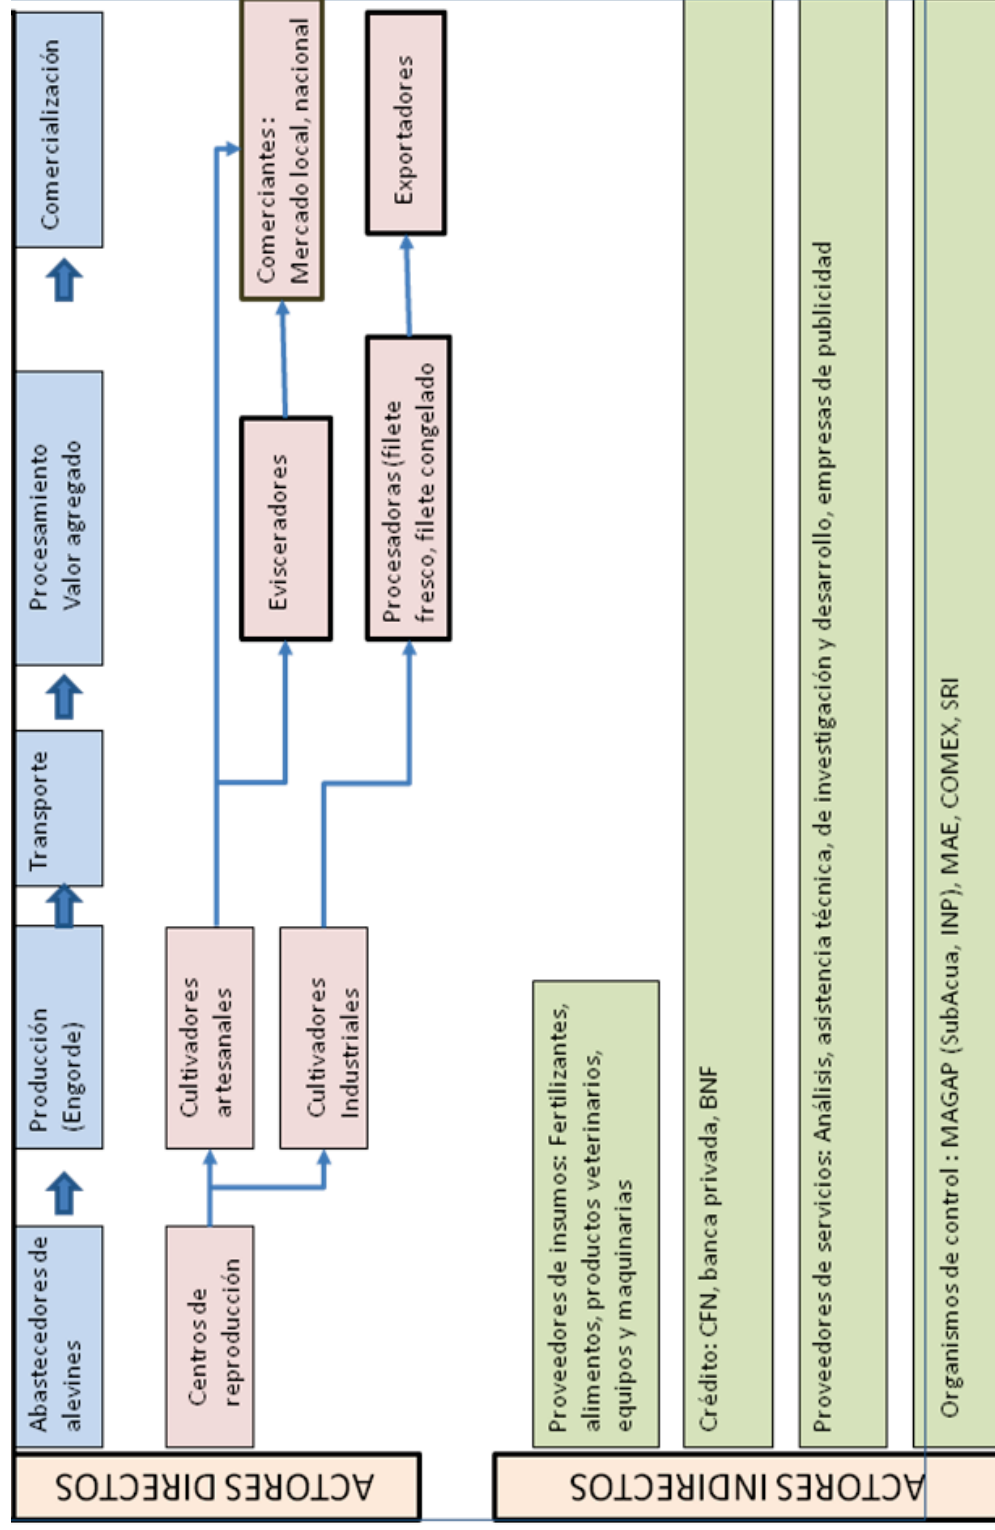 ACTORES DIRECTOS
Abastecedores de
alevines
Producción
(Engorde)
Transporte
Procesamiento
Valor agregado
Comercialización
Centros de
reproducción
Cultivadores
artesanales
Cultivadores
Industriales
Evisceradores
Comerciantes :
Mercado local, nacional
Procesadoras (filete
fresco, filete congelado
Exportadores
ACTORES INDIRECTOS
Proveedores de insumos: Fertilizantes,
alimentos, productos veterinarios,
equipos y maquinarias
Crédito: CFN, banca privada, BNF
Proveedores de servicios: Análisis, asistencia técnica, de investigación y desarrollo, empresas de publicidad
Organismos de control : MAGAP (SubAcua, INP), MAE, COMEX, SRI